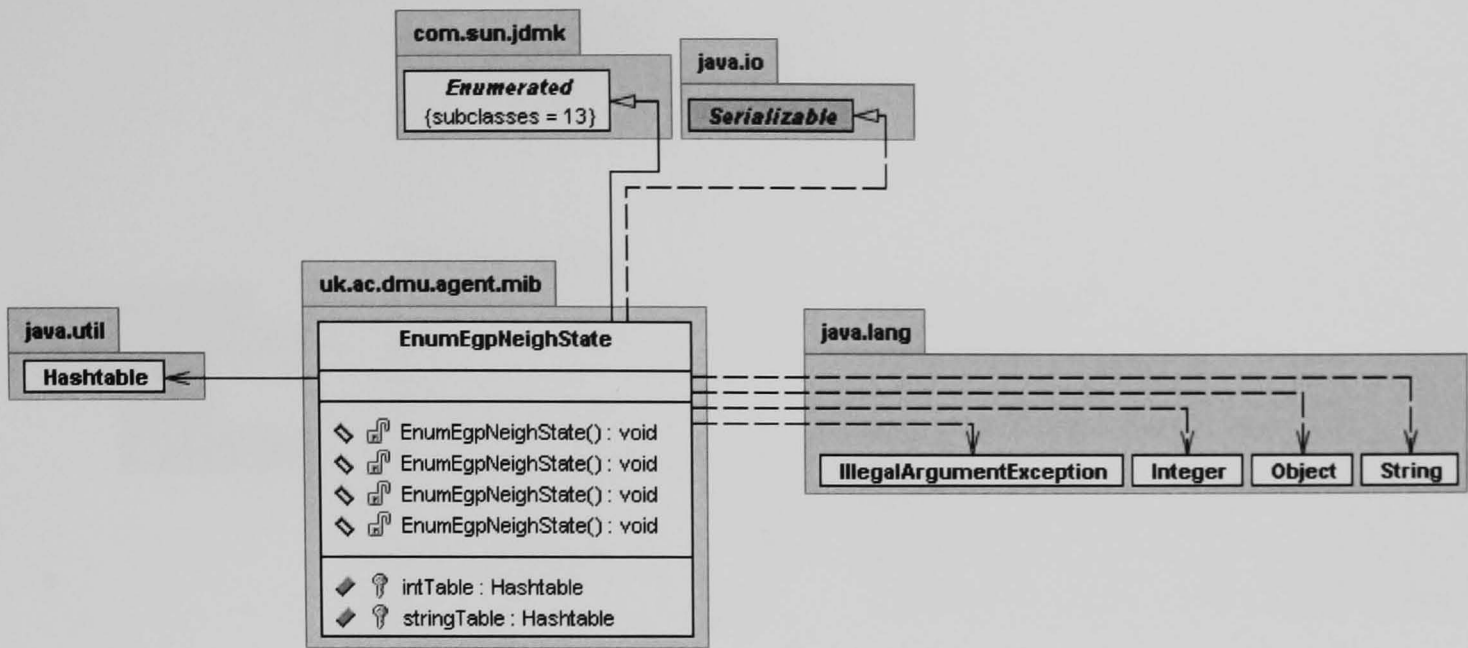 com.sun.jdmk
Enumerated
{subclasses = 13}
java.io
Serializable
uk.ac.dmu.agent.mib
EnumEgpNeighState
EnumEgpNeighState() : void
EnumEgpNeighState() : void
EnumEgpNeighState() : void
EnumEgpNeighState() : void
intTable : Hashtable
stringTable : Hashtable
java.util
Hashtable
java.lang
IllegalArgumentException
Integer
Object
String